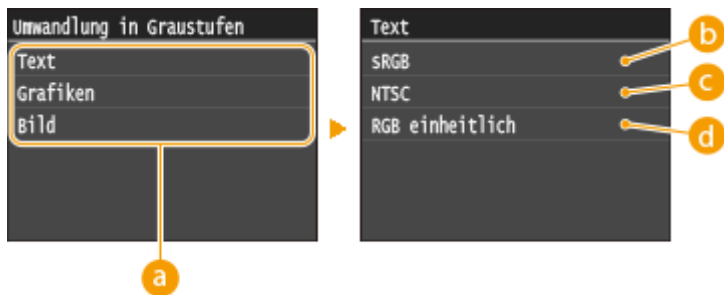 Umwandlung in Graustufen
Text
Grafiken
Bild
a
Text
sRGB
NTSC
RGB einheitlich
b
c
d